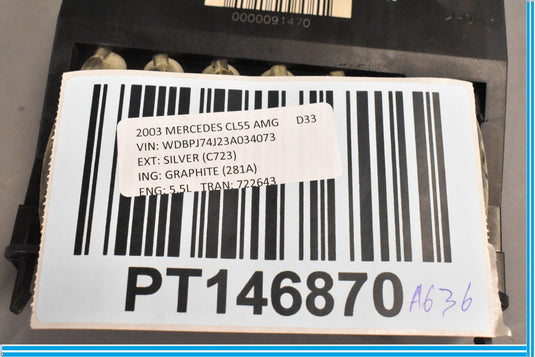 0000091470
2003 MERCEDES CL55 AMG D33
VIN: WDBPJ74J23A034073
EXT: SILVER (C723)
ING: GRAPHITE (281A)
ENG: 5.5L TRAN: 722643
PT146870 A636